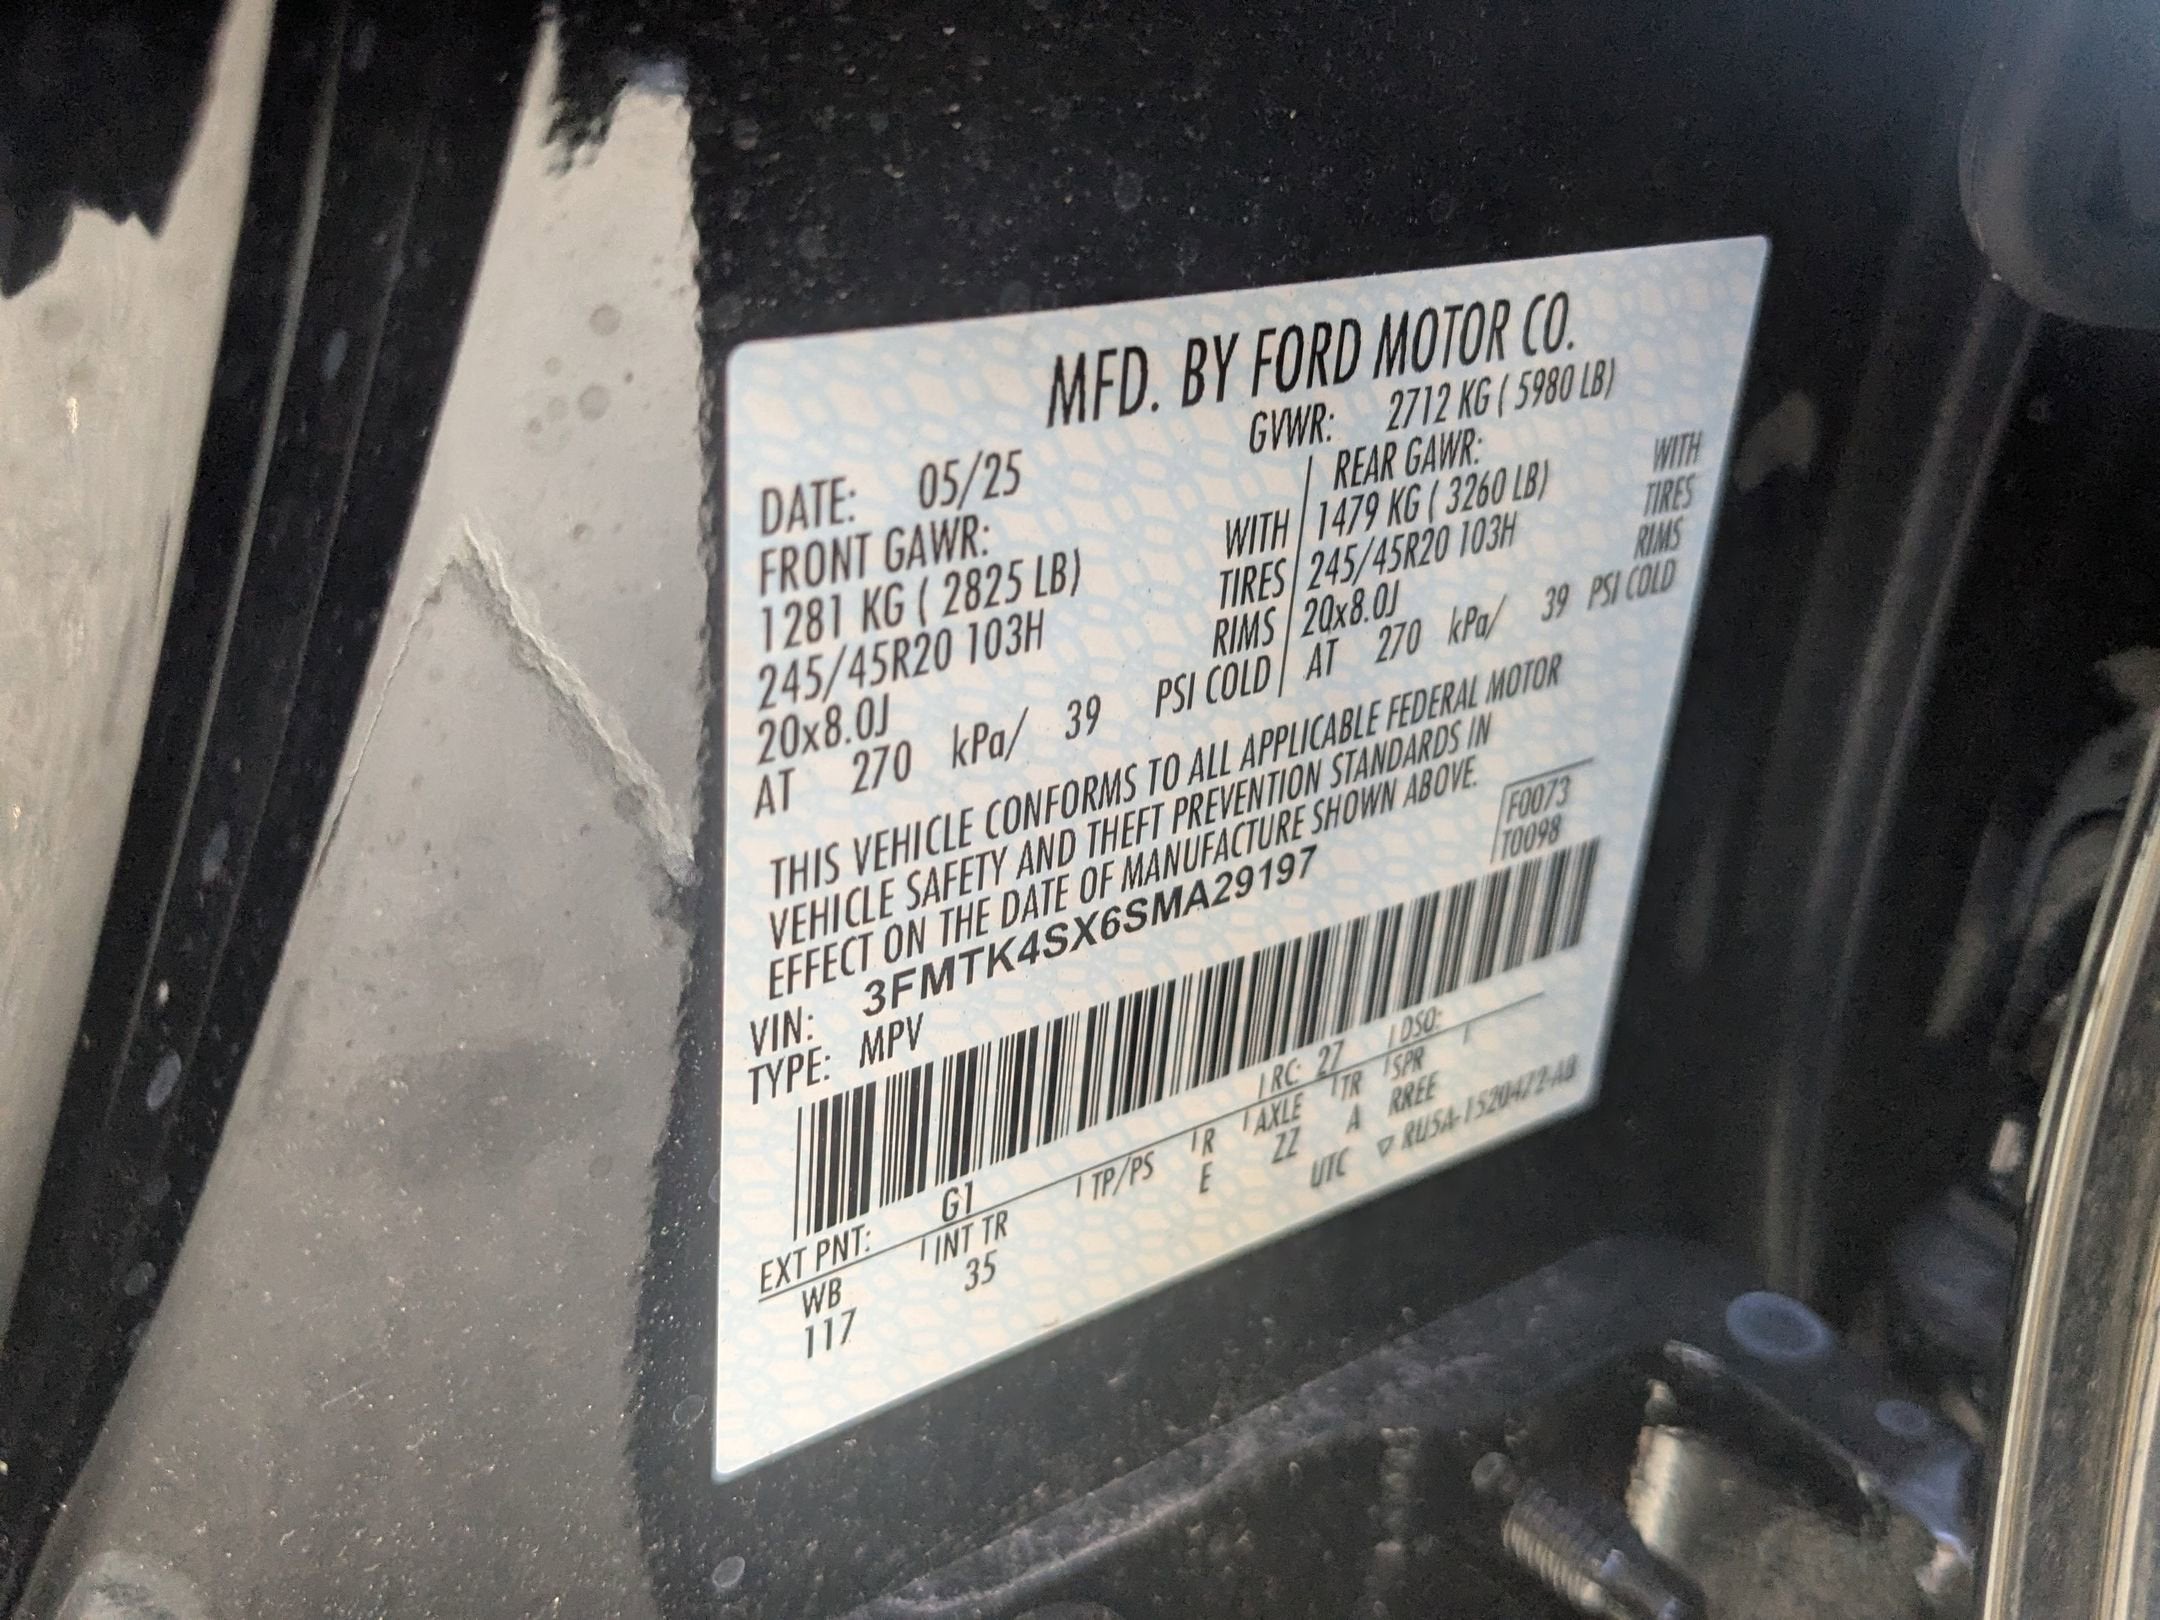 MFD. BY FORD MOTOR CO.
DATE: 05/25 GVWR: 2712 KG ( 5980 LB)
FRONT GAWR: REAR GAWR:
1281 KG ( 2825 LB) WITH 1479 KG ( 3260 LB) WITH
245/45R20 103H TIRES 245/45R20 103H TIRES
20x8.0J RIMS 20x8.0J RIMS
AT 270 kPa/ 39 PSI COLD AT 270 kPa/ 39 PSI COLD
THIS VEHICLE CONFORMS TO ALL APPLICABLE FEDERAL MOTOR
VEHICLE SAFETY AND THEFT PREVENTION STANDARDS IN
EFFECT ON THE DATE OF MANUFACTURE SHOWN ABOVE.
VIN: 3FMTK4SX6SMA29197 F0073
TYPE: MPV T0098
EXT PNT: G1 RC: 27 DSO:
WB INT TR TP/PS R AXLE TR SPR
117 35 E ZZ A RREE
UTC ▽ RU5A-1520472-AB